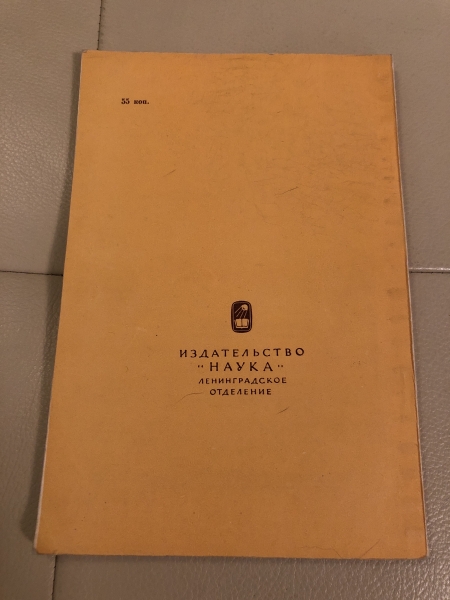 55 коп.
ИЗДАТЕЛЬСТВО
"НАУКА"
ЛЕНИНГРАДСКОЕ
ОТДЕЛЕНИЕ